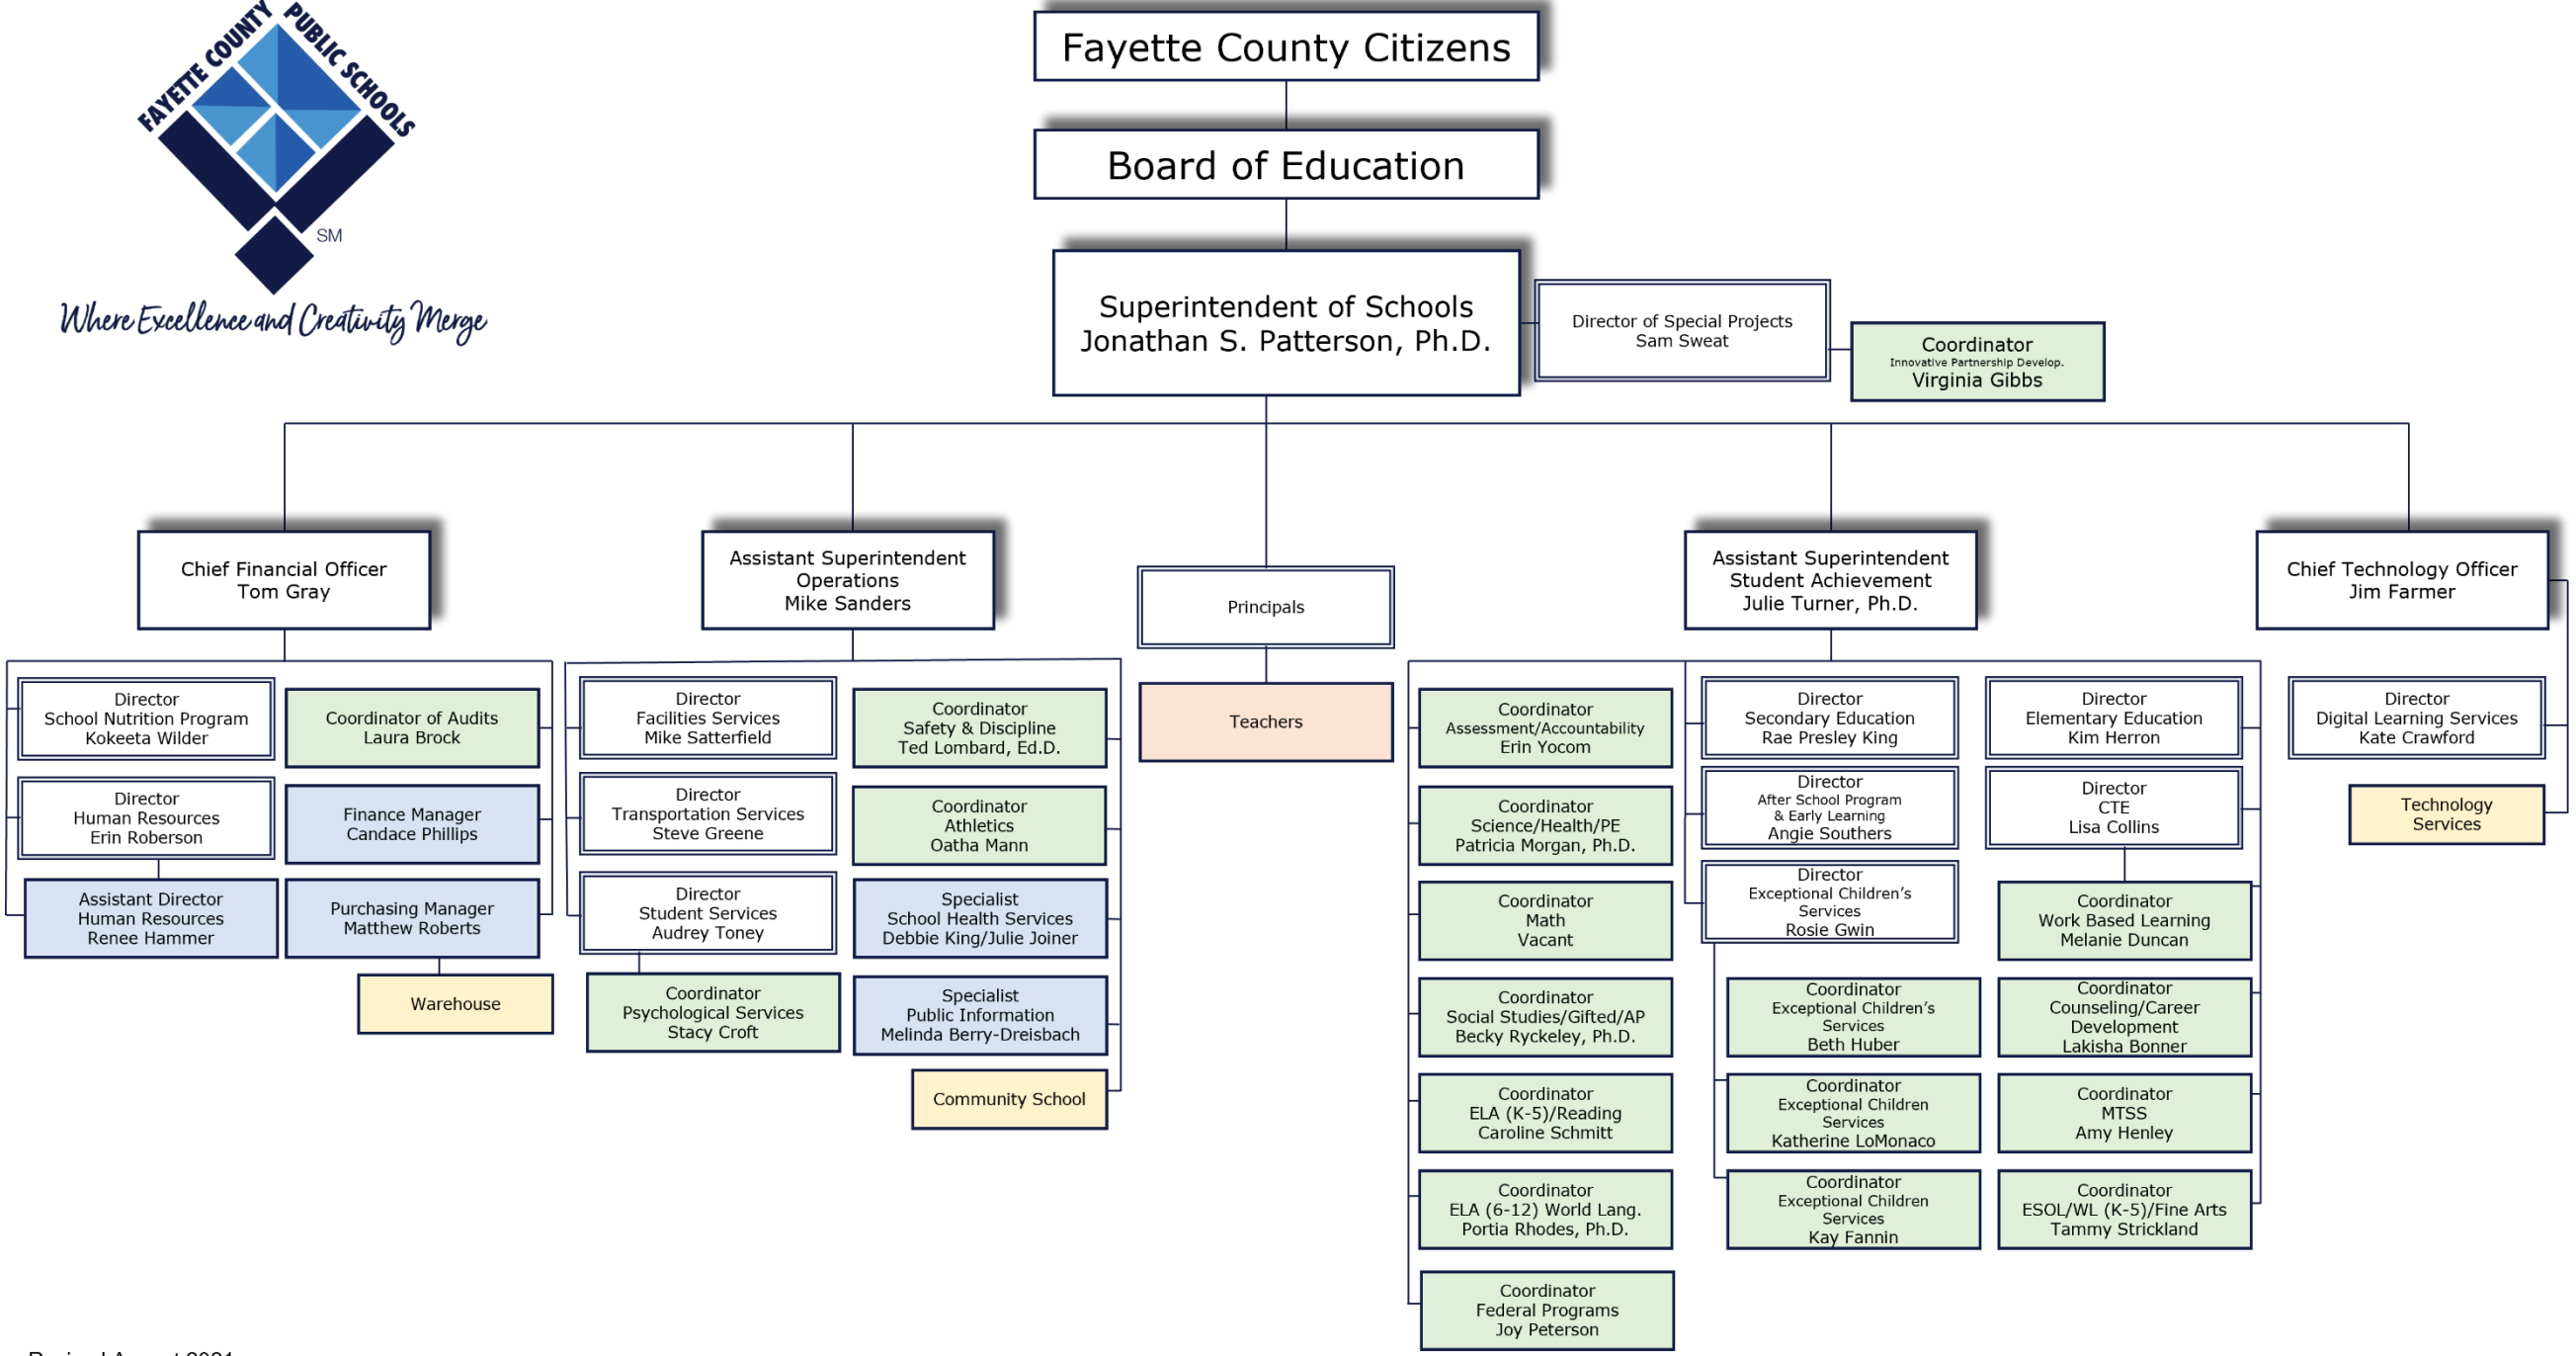 FAYETTE COUNTY PUBLIC SCHOOLS
SM
Where Excellence and Creativity Merge
Fayette County Citizens
Board of Education
Superintendent of Schools
Jonathan S. Patterson, Ph.D.
Director of Special Projects
Sam Sweat
Coordinator
Innovative Partnership Develop.
Virginia Gibbs
Chief Financial Officer
Tom Gray
Director
School Nutrition Program
Kokeeta Wilder
Director
Human Resources
Erin Roberson
Assistant Director
Human Resources
Renee Hammer
Coordinator of Audits
Laura Brock
Finance Manager
Candace Phillips
Purchasing Manager
Matthew Roberts
Warehouse
Assistant Superintendent
Operations
Mike Sanders
Director
Facilities Services
Mike Satterfield
Director
Transportation Services
Steve Greene
Director
Student Services
Audrey Toney
Coordinator
Psychological Services
Stacy Croft
Coordinator
Safety & Discipline
Ted Lombard, Ed.D.
Coordinator
Athletics
Oatha Mann
Specialist
School Health Services
Debbie King/Julie Joiner
Specialist
Public Information
Melinda Berry-Dreisbach
Community School
Principals
Teachers
Assistant Superintendent
Student Achievement
Julie Turner, Ph.D.
Coordinator
Assessment/Accountability
Erin Yocom
Coordinator
Science/Health/PE
Patricia Morgan, Ph.D.
Coordinator
Math
Vacant
Coordinator
Social Studies/Gifted/AP
Becky Ryckeley, Ph.D.
Coordinator
ELA (K-5)/Reading
Caroline Schmitt
Coordinator
ELA (6-12) World Lang.
Portia Rhodes, Ph.D.
Coordinator
Federal Programs
Joy Peterson
Director
Secondary Education
Rae Presley King
Director
After School Program
& Early Learning
Angie Southers
Director
Exceptional Children's
Services
Rosie Gwin
Coordinator
Exceptional Children's
Services
Beth Huber
Coordinator
Exceptional Children
Services
Katherine LoMonaco
Coordinator
Exceptional Children
Services
Kay Fannin
Director
Elementary Education
Kim Herron
Director
CTE
Lisa Collins
Coordinator
Work Based Learning
Melanie Duncan
Coordinator
Counseling/Career
Development
Lakisha Bonner
Coordinator
MTSS
Amy Henley
Coordinator
ESOL/WL (K-5)/Fine Arts
Tammy Strickland
Chief Technology Officer
Jim Farmer
Director
Digital Learning Services
Kate Crawford
Technology
Services